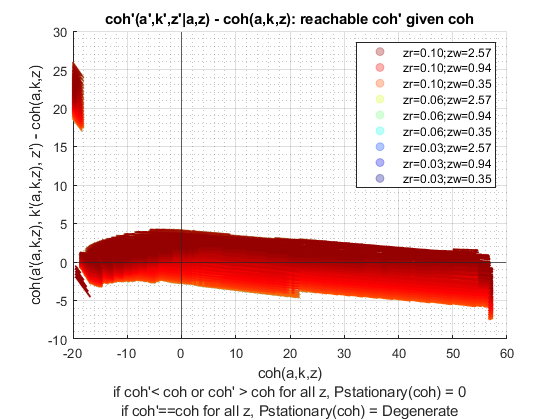 coh'(a',k',z'|a,z) - coh(a,k,z): reachable coh' given coh
30
25
20
15
10
5
0
-5
-10
coh(a'(a,k,z), k'(a,k,z), z') - coh(a,k,z)
zr=0.10;zw=2.57
zr=0.10;zw=0.94
zr=0.10;zw=0.35
zr=0.06;zw=2.57
zr=0.06;zw=0.94
zr=0.06;zw=0.35
zr=0.03;zw=2.57
zr=0.03;zw=0.94
zr=0.03;zw=0.35
-20 -10 0 10 20 30 40 50 60
coh(a,k,z)
if coh'< coh or coh' > coh for all z, Pstationary(coh) = 0
if coh'==coh for all z, Pstationary(coh) = Degenerate